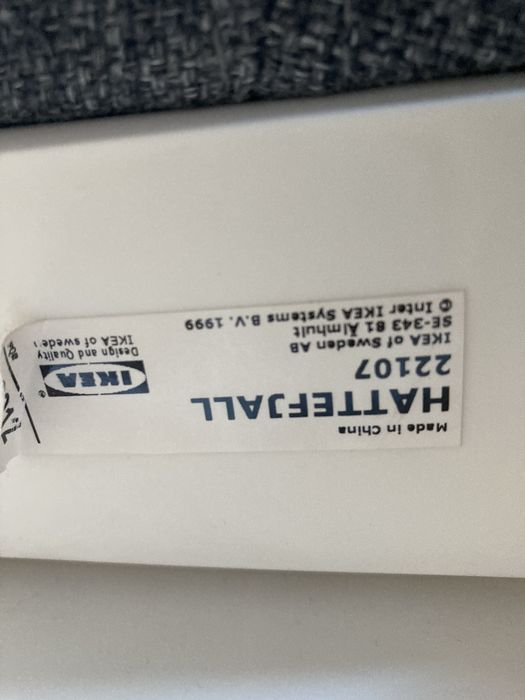 Made in China
HATTEFJALL
22107
IKEA of Sweden AB
SE-343 81 Älmhult
© Inter IKEA Systems B.V. 1999
IKEA®
Design and Quality
IKEA of Sweden